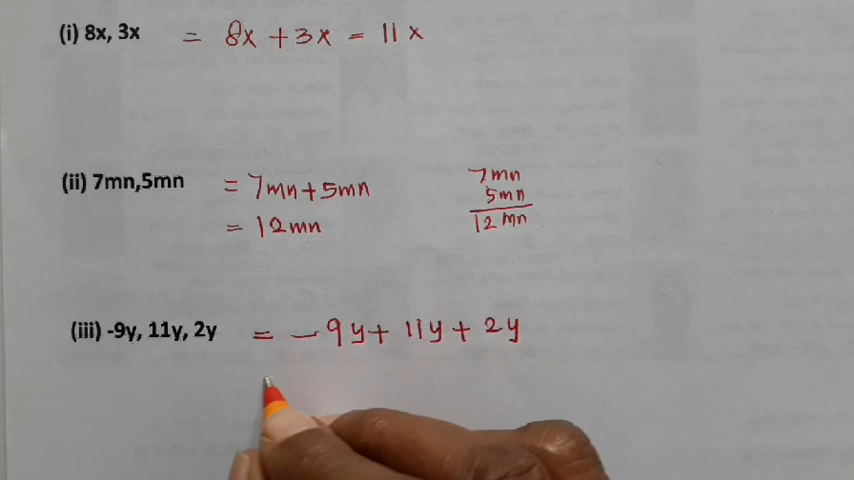 (i) 8x, 3x = 8x + 3x = 11x
(ii) 7mn,5mn = 7mn + 5mn
= 12mn
7mn
5mn
12mn
(iii) -9y, 11y, 2y = -9y + 11y + 2y